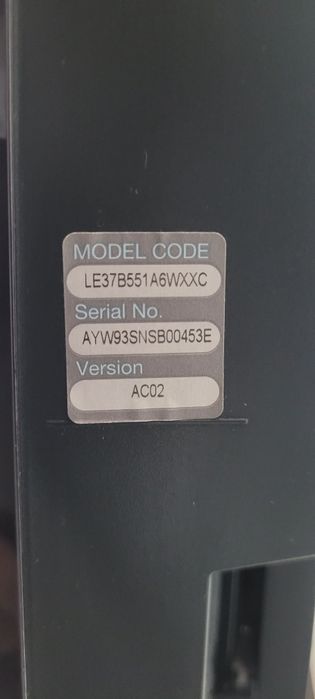 MODEL CODE
LE37B551A6WXXC
Serial No.
AYW93SNSB00453E
Version
AC02